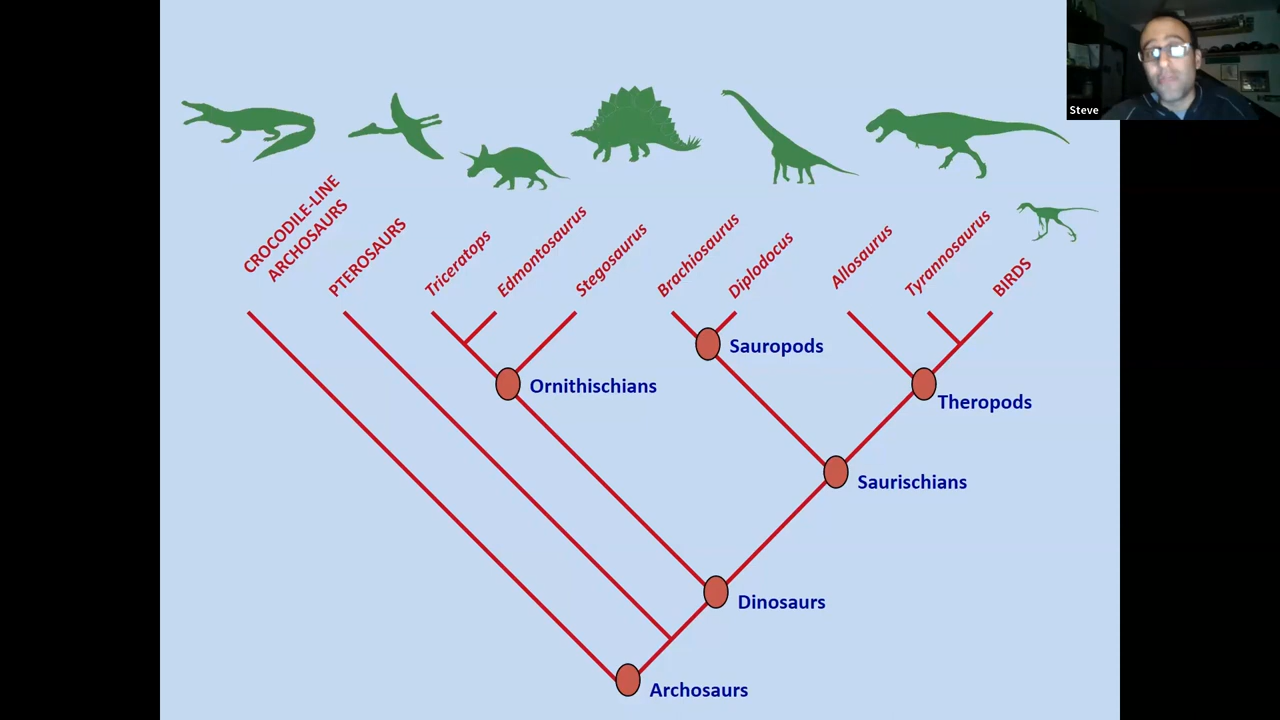 Steve
CROCODILE-LINE
ARCHOSAURS
PTEROSAURS
Triceratops
Edmontosaurus
Stegosaurus
Brachiosaurus
Diplodocus
Allosaurus
Tyrannosaurus
BIRDS
Sauropods
Ornithischians
Theropods
Saurischians
Dinosaurs
Archosaurs